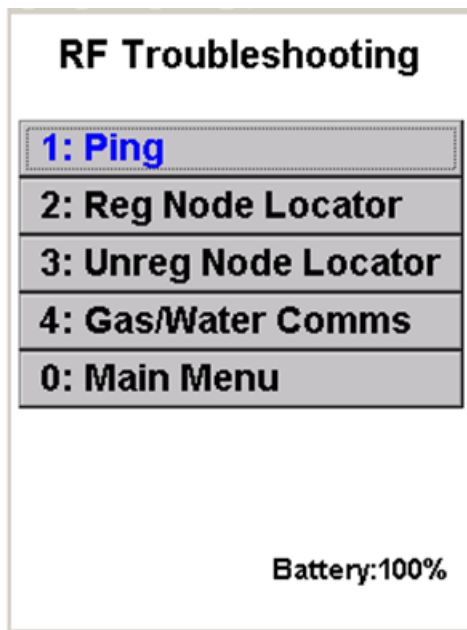 RF Troubleshooting
1: Ping
2: Reg Node Locator
3: Unreg Node Locator
4: Gas/Water Comms
0: Main Menu
Battery:100%